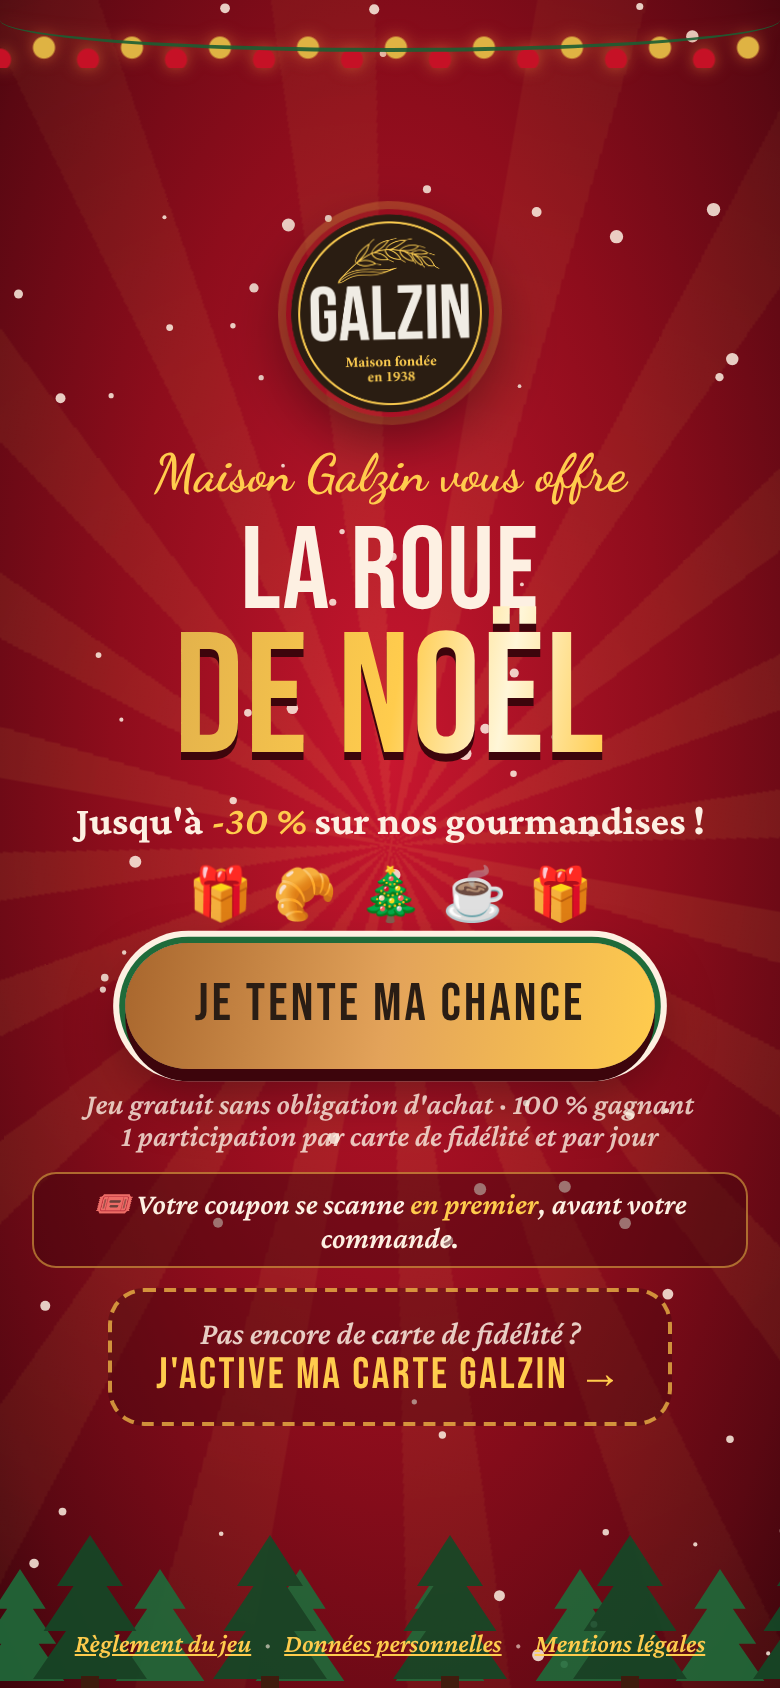 GALZIN
Maison fondée
en 1938
Maison Galzin vous offre
LA ROUE
DE NOËL
Jusqu'à -30 % sur nos gourmandises !
JE TENTE MA CHANCE
Jeu gratuit sans obligation d'achat · 100 % gagnant
1 participation par carte de fidélité et par jour
Votre coupon se scanne en premier, avant votre
commande.
Pas encore de carte de fidélité ?
J'ACTIVE MA CARTE GALZIN →
Règlement du jeu · Données personnelles · Mentions légales